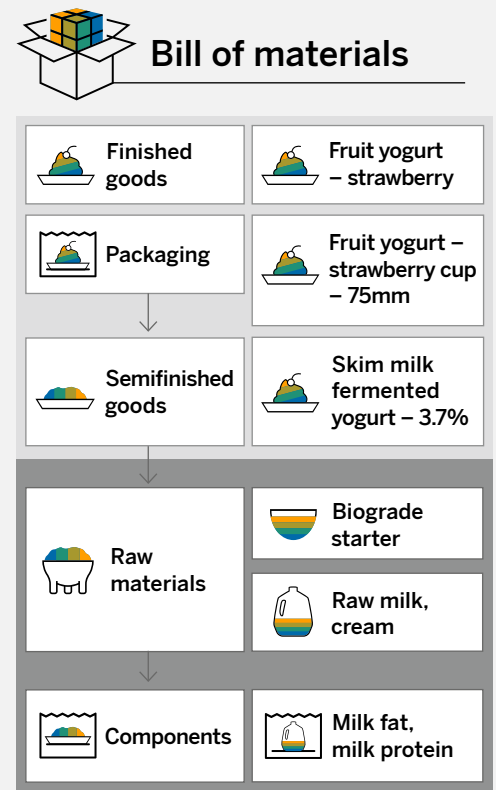 Bill of materials
Finished
goods
Fruit yogurt
– strawberry
Packaging
Fruit yogurt –
strawberry cup
– 75mm
Semifinished
goods
Skim milk
fermented
yogurt – 3.7%
Raw
materials
Biograde
starter
Raw milk,
cream
Components
Milk fat,
milk protein